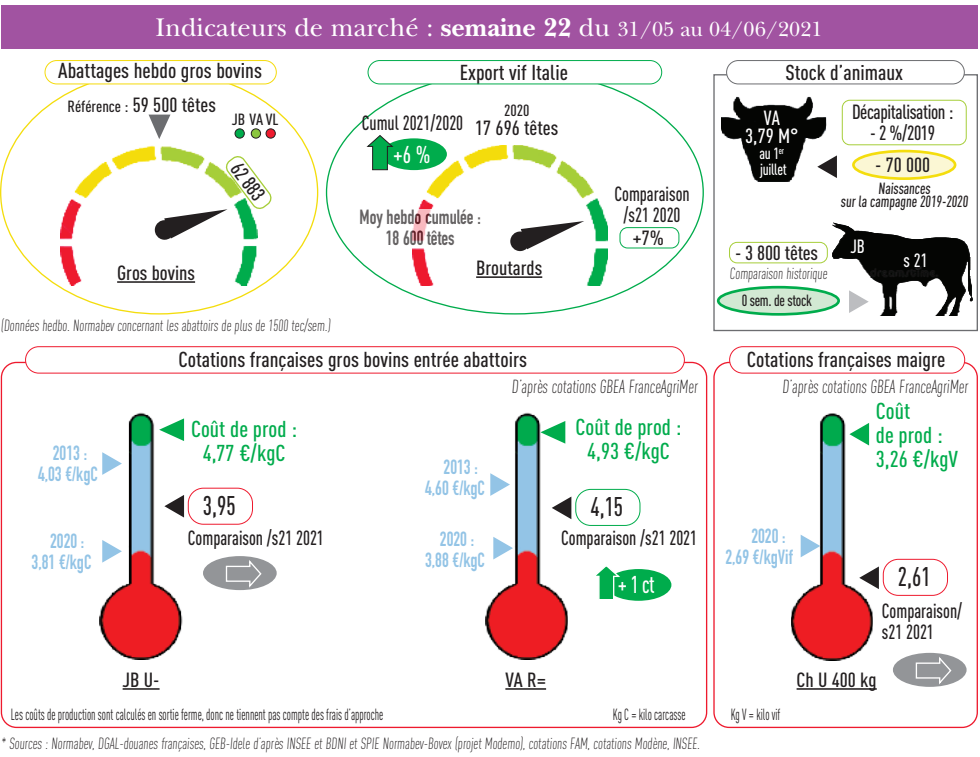 Indicateurs de marché : semaine 22 du 31/05 au 04/06/2021
Abattages hebdo gros bovins
Référence : 59 500 têtes
JB VA VL
62 883
Gros bovins
(Données hedbo. Normabev concernant les abattoirs de plus de 1500 tec/sem.)
Export vif Italie
Cumul 2021/2020
+6 %
2020
17 696 têtes
Moy hebdo cumulée :
18 600 têtes
Comparaison
/s21 2020
+7%
Broutards
Stock d'animaux
VA
3,79 M°
au 1er
juillet
Décapitalisation :
- 2 %/2019
- 70 000
Naissances
sur la campagne 2019-2020
- 3 800 têtes
Comparaison historique
0 sem. de stock
JB
s 21
Cotations françaises gros bovins entrée abattoirs
D'après cotations GBEA FranceAgriMer
Coût de prod :
4,77 €/kgC
2013 :
4,03 €/kgC
3,95
Comparaison /s21 2021
2020 :
3,81 €/kgC
JB U-
Coût de prod :
4,93 €/kgC
2013 :
4,60 €/kgC
4,15
Comparaison /s21 2021
2020 :
3,88 €/kgC
+ 1 ct
VA R=
Les coûts de production sont calculés en sortie ferme, donc ne tiennent pas compte des frais d'approche
Kg C = kilo carcasse
Cotations françaises maigre
D'après cotations GBEA FranceAgriMer
Coût
de prod :
3,26 €/kgV
2020 :
2,69 €/kgVif
2,61
Comparaison/
s21 2021
Ch U 400 kg
Kg V = kilo vif
* Sources : Normabev, DGAL-douanes françaises, GEB-Idele d'après INSEE et BDNI et SPIE Normabev-Bovex (projet Modemo), cotations FAM, cotations Modène, INSEE.